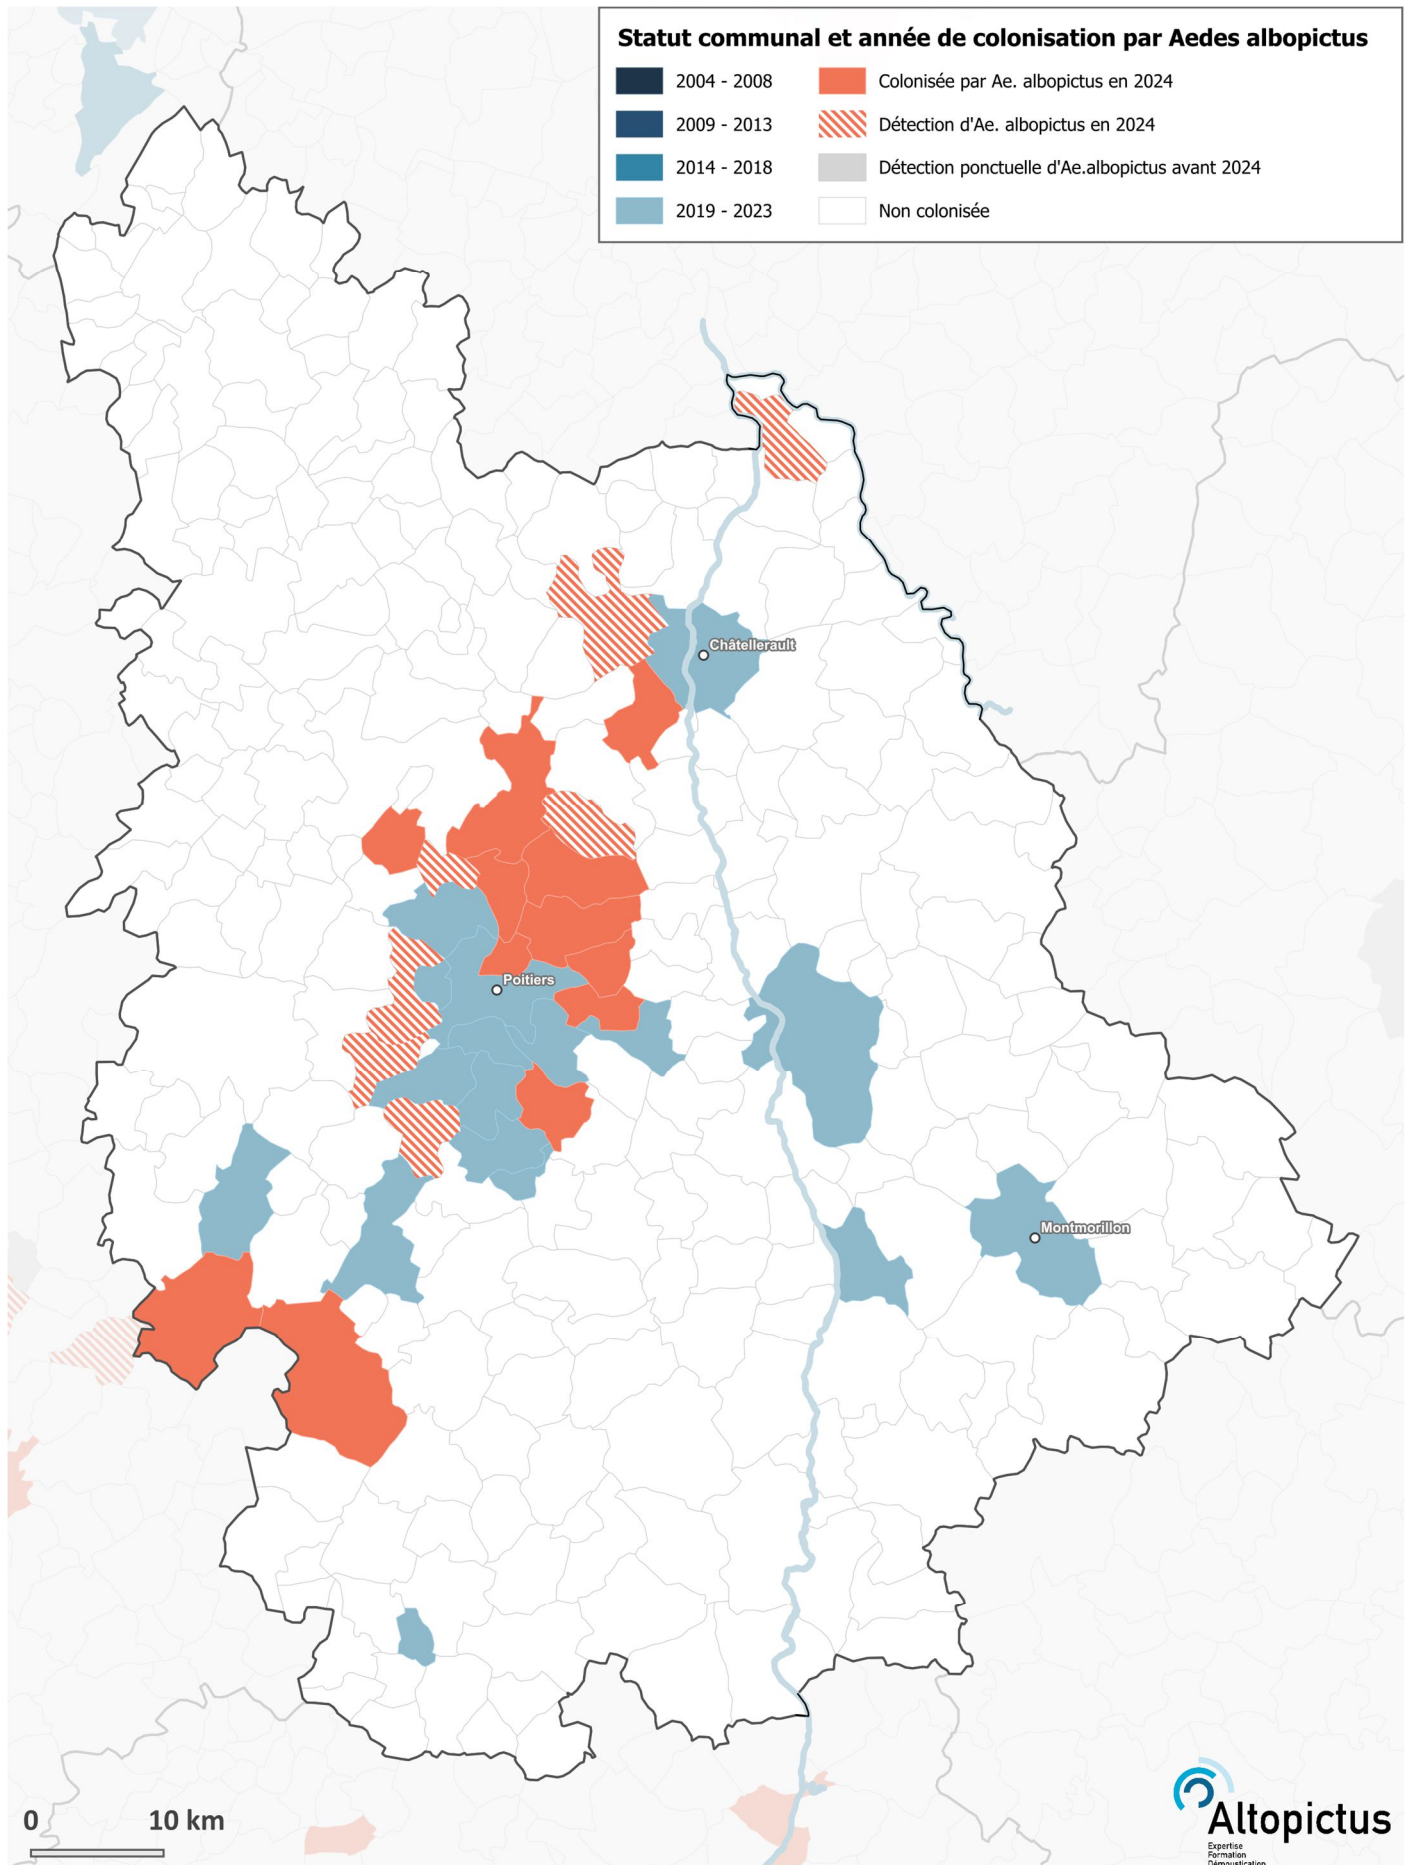 Statut communal et année de colonisation par Aedes albopictus
2004 - 2008
Colonisée par Ae. albopictus en 2024
2009 - 2013
Détection d'Ae. albopictus en 2024
2014 - 2018
Détection ponctuelle d'Ae.albopictus avant 2024
2019 - 2023
Non colonisée
Châtellerault
Poitiers
Montmorillon
0 10 km
Altopictus
Expertise
Formation
Démoustication